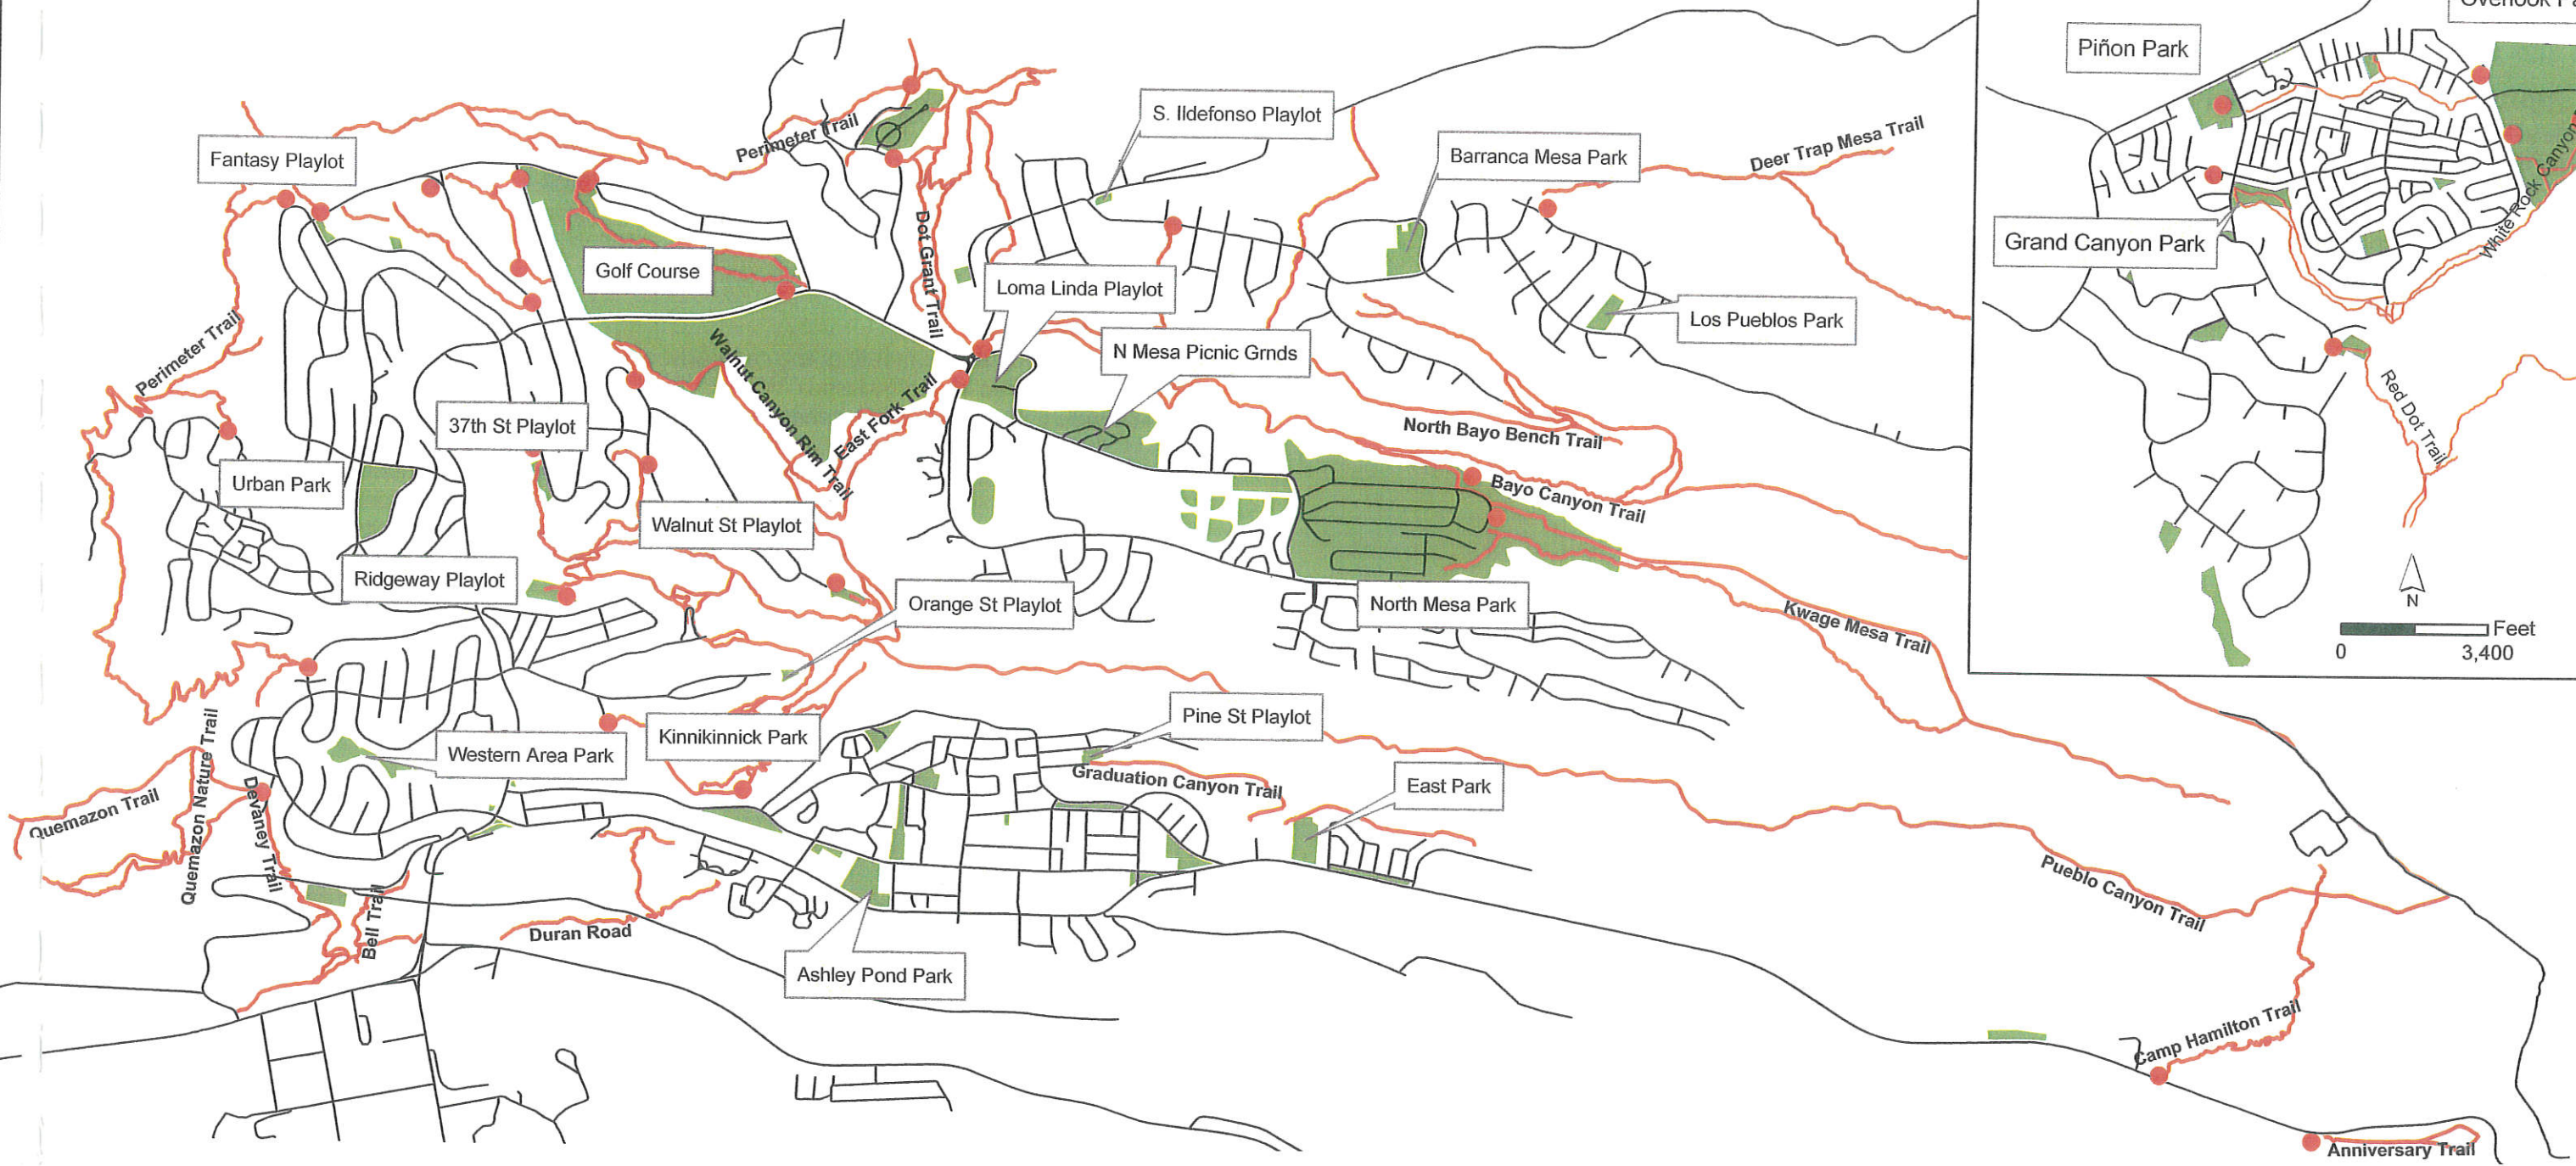 Piñon Park
S. Ildefonso Playlot
Perimeter Trail
Fantasy Playlot
Barranca Mesa Park
Deer Trap Mesa Trail
White Rock Canyon
Grand Canyon Park
Golf Course
Dot Grant Trail
Loma Linda Playlot
Los Pueblos Park
Perimeter Trail
N Mesa Picnic Grnds
Walnut Canyon Rim Trail
East Fork Trail
Red Dot Trail
37th St Playlot
North Bayo Bench Trail
Urban Park
Bayo Canyon Trail
Walnut St Playlot
Ridgeway Playlot
Orange St Playlot
North Mesa Park
Kwage Mesa Trail
N
Feet
0 3,400
Pine St Playlot
Kinnikinnick Park
Western Area Park
Quemazon Nature Trail
Graduation Canyon Trail
East Park
Quemazon Trail
Devaney Trail
Pueblo Canyon Trail
Bell Trail
Duran Road
Ashley Pond Park
Camp Hamilton Trail
Anniversary Trail